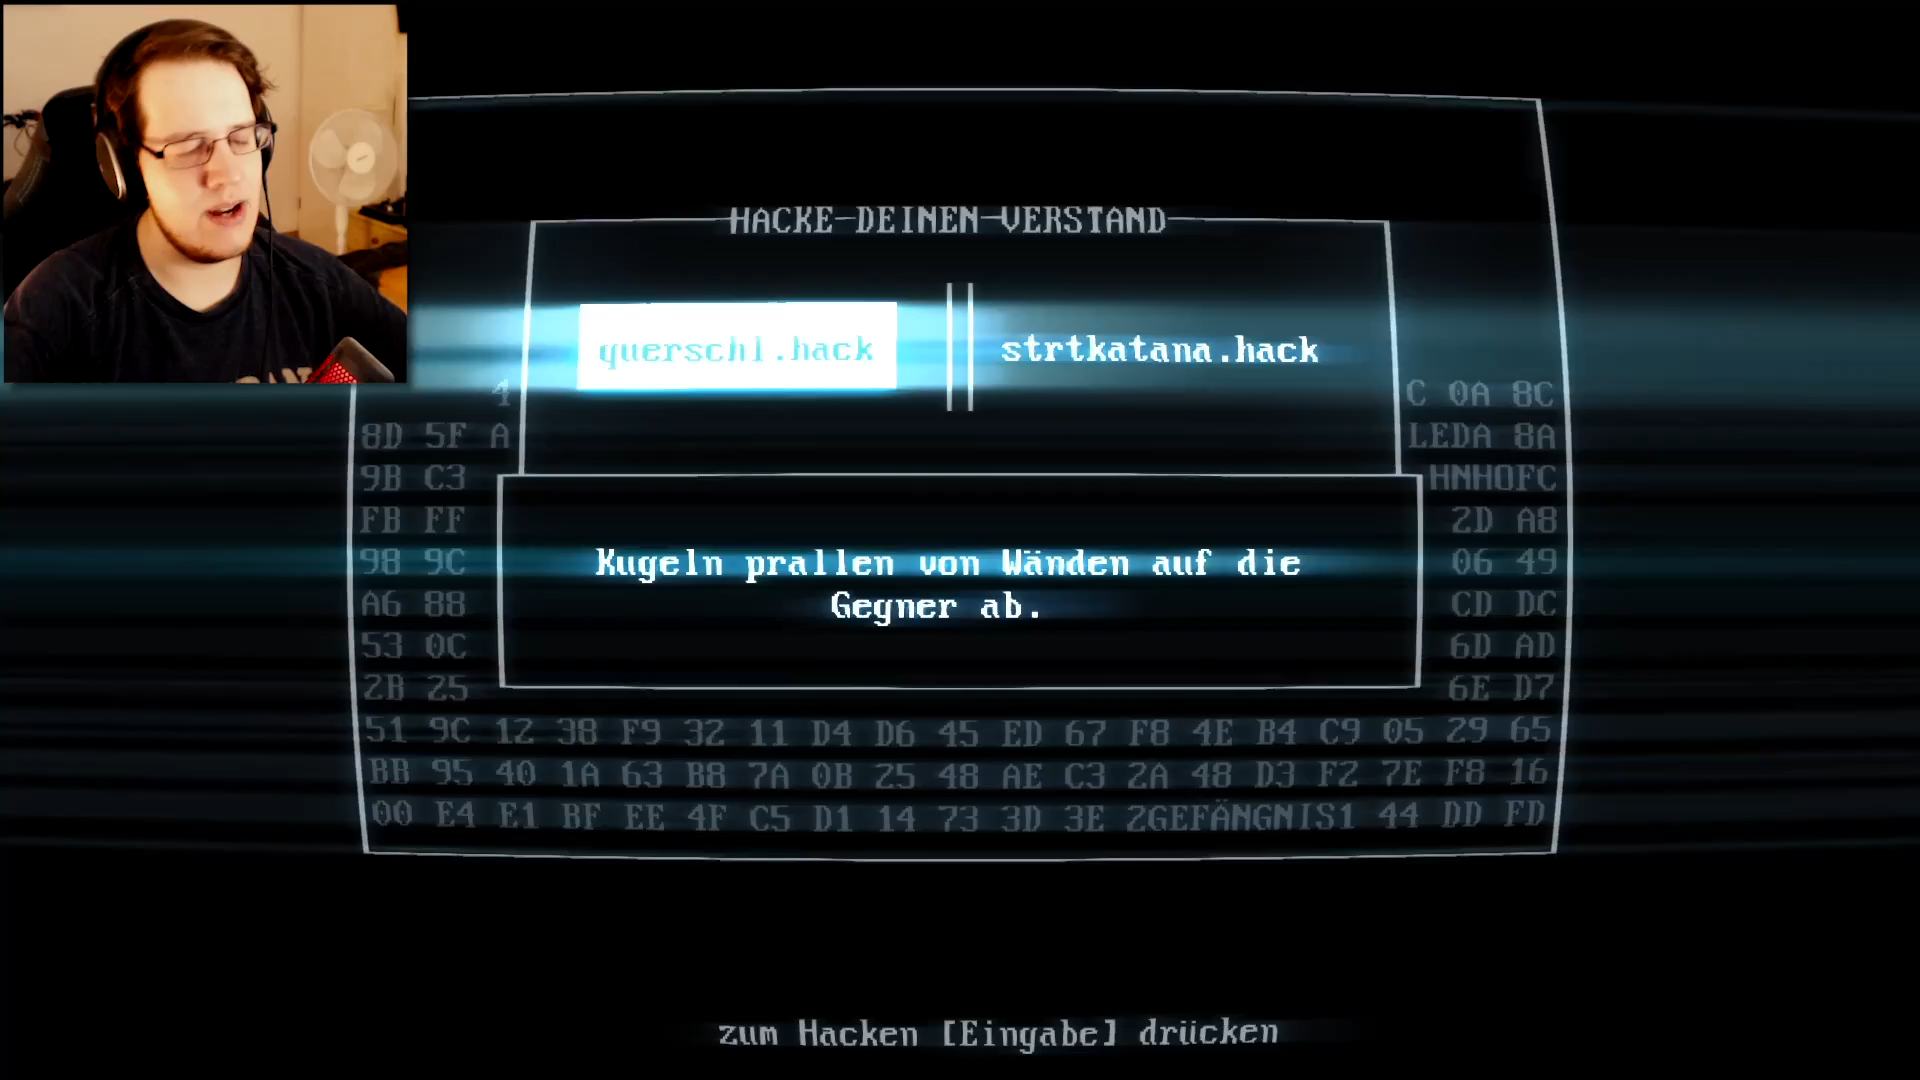 HACKE-DEINEN-VERSTAND
querschl.hack
strtkatana.hack
4
C 0A 8C
8D 5F A
LEDA 8A
9B C3
HNHOFC
FB FF
2D A8
98 9C
06 49
A6 88
CD DC
53 0C
6D AD
2B 25
6E D7
Kugeln prallen von Wänden auf die
Gegner ab.
51 9C 12 38 F9 32 11 D4 D6 45 ED 67 F8 4E B4 C9 05 29 65
BB 95 40 1A 63 B8 7A 0B 25 48 AE C3 2A 48 D3 F2 7E F8 16
00 E4 E1 BF EE 4F C5 D1 14 73 3D 3E 2GEFÄNGNIS1 44 DD FD
zum Hacken [Eingabe] drücken